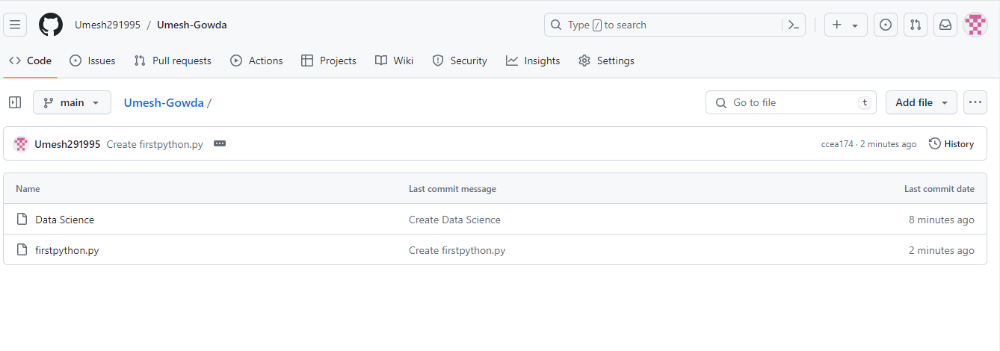 Umesh291995 / Umesh-Gowda
Type / to search
Code Issues Pull requests Actions Projects Wiki Security Insights Settings
main Umesh-Gowda / Go to file t Add file
Umesh291995 Create firstpython.py ccea174 · 2 minutes ago History
Name Last commit message Last commit date
Data Science Create Data Science 8 minutes ago
firstpython.py Create firstpython.py 2 minutes ago